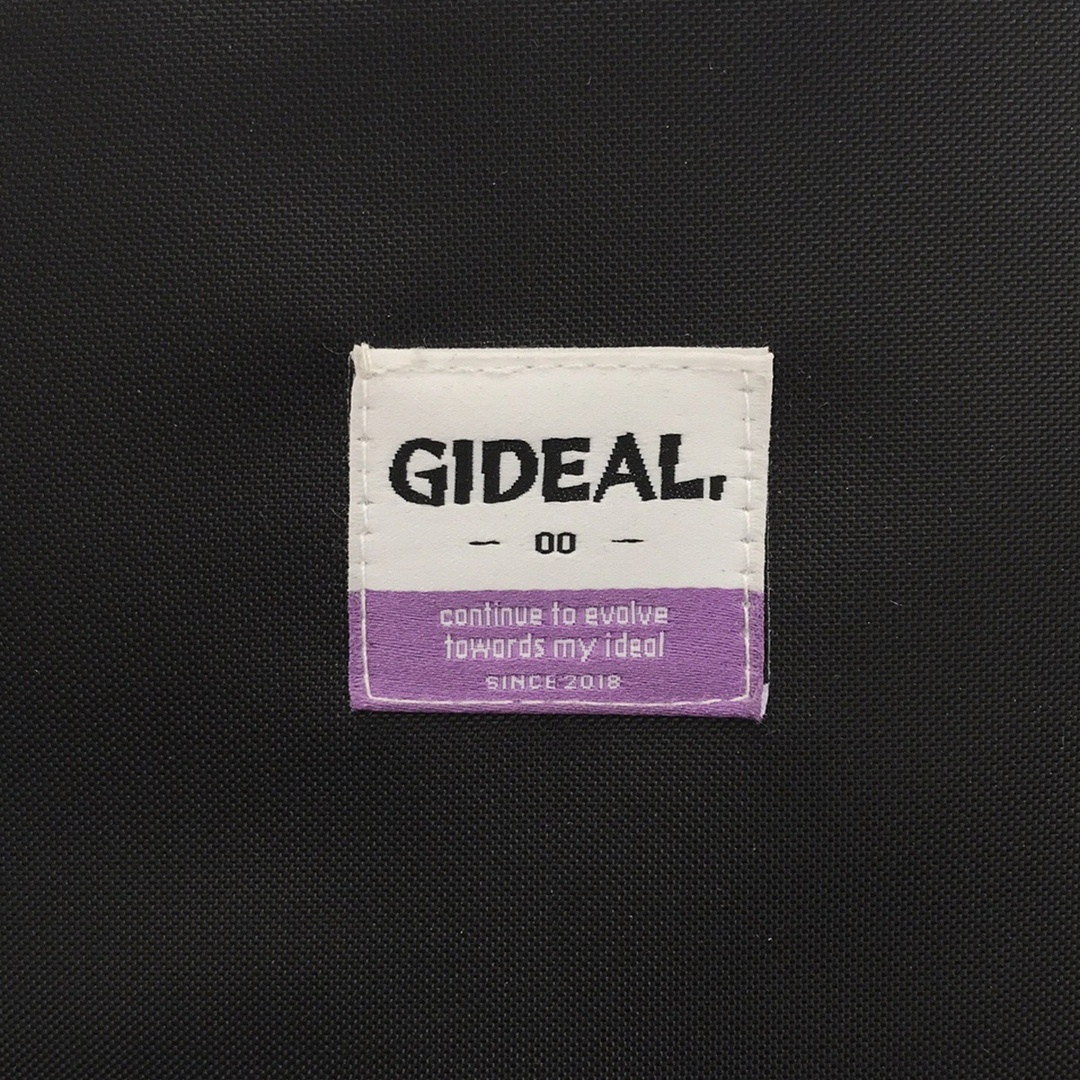 GIDEAL,
— 00 —
continue to evolve
towards my ideal
SINCE 2018